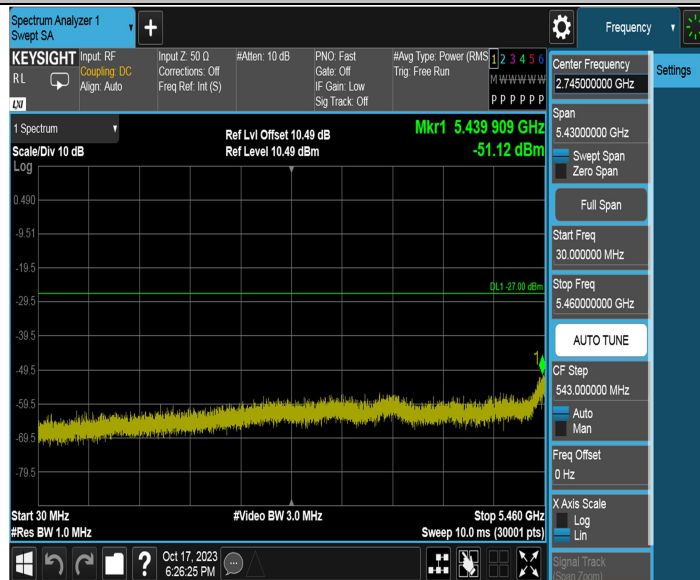 Spectrum Analyzer 1
Swept SA
+
Frequency
KEYSIGHT
RL
LXI
Input: RF
Coupling: DC
Align: Auto
Input Z: 50 Ω
Corrections: Off
Freq Ref: Int (S)
#Atten: 10 dB
PNO: Fast
Gate: Off
IF Gain: Low
Sig Track: Off
#Avg Type: Power (RMS
Trig: Free Run
1 2 3 4 5 6
M W W W W W
P P P P P P
Center Frequency
2.745000000 GHz
Settings
Span
5.43000000 GHz
Swept Span
Zero Span
Full Span
Start Freq
30.000000 MHz
Stop Freq
5.460000000 GHz
AUTO TUNE
CF Step
543.000000 MHz
Auto
Man
Freq Offset
0 Hz
X Axis Scale
Log
Lin
Signal Track
(Span Zoom)
1 Spectrum
Scale/Div 10 dB
Log
Ref Lvl Offset 10.49 dB
Ref Level 10.49 dBm
Mkr1 5.439 909 GHz
-51.12 dBm
0.490
-9.51
-19.5
DL1 -27.00 dBm
-29.5
-39.5
1
-49.5
-59.5
-69.5
-79.5
Start 30 MHz
#Res BW 1.0 MHz
#Video BW 3.0 MHz
Stop 5.460 GHz
Sweep 10.0 ms (30001 pts)
?
Oct 17, 2023
6:26:25 PM